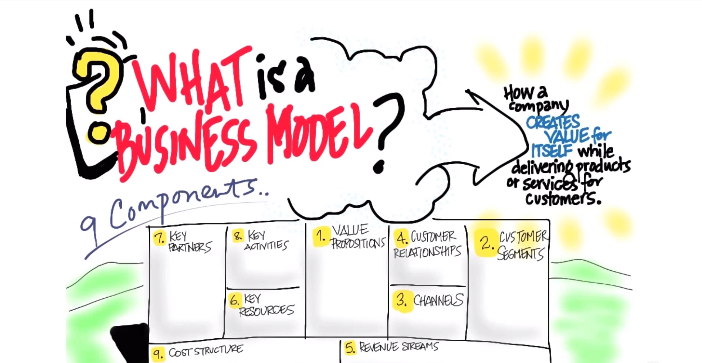 ?
WHAT is a
BUSINESS MODEL?
How a
company
CREATES
VALUE for
ITSELF while
delivering products
or services for
customers.
9 Components..
7. KEY
PARTNERS
8. KEY
ACTIVITIES
1. VALUE
PROPOSITIONS
4. CUSTOMER
RELATIONSHIPS
2. CUSTOMER
SEGMENTS
6. KEY
RESOURCES
3. CHANNELS
9. COST STRUCTURE
5. REVENUE STREAMS